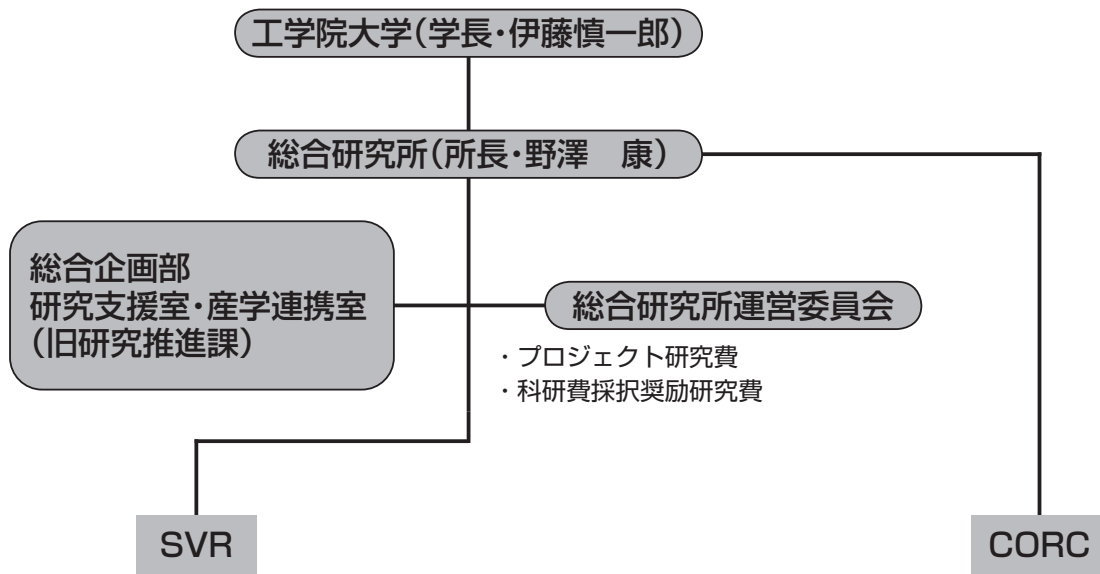 工学院大学(学長・伊藤慎一郎)
総合研究所(所長・野澤　康)
総合企画部
研究支援室・産学連携室
(旧研究推進課)
総合研究所運営委員会
・プロジェクト研究費
・科研費採択奨励研究費
SVR
CORC